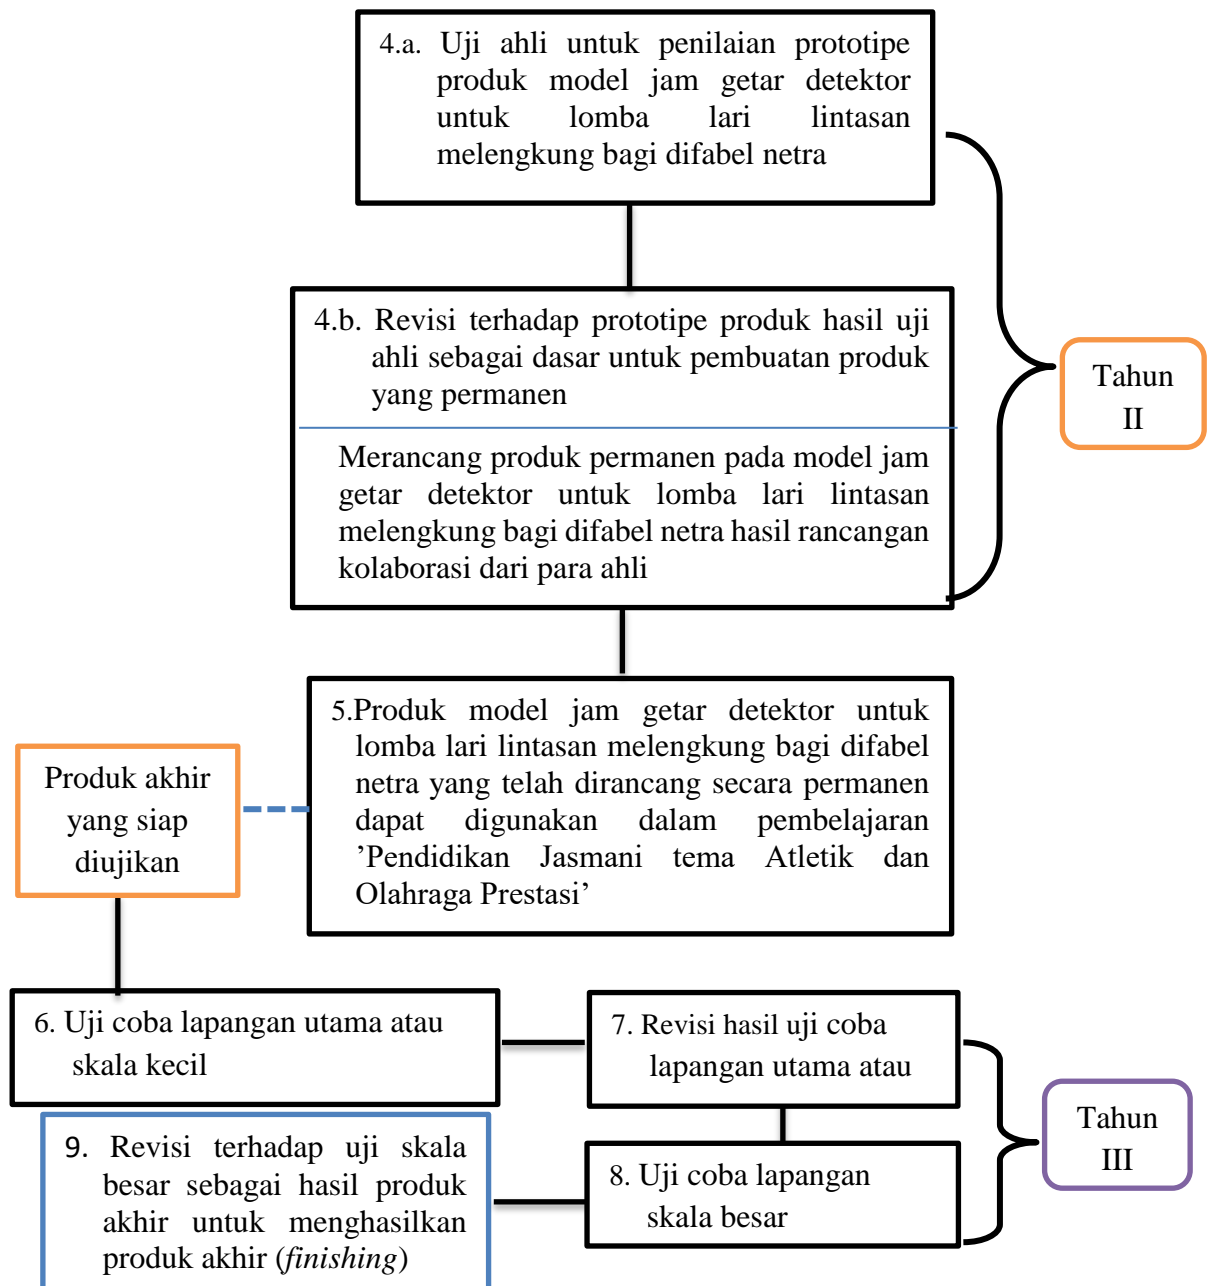 4.a. Uji ahli untuk penilaian prototipe
produk model jam getar detektor
untuk lomba lari lintasan
melengkung bagi difabel netra
4.b. Revisi terhadap prototipe produk hasil uji
ahli sebagai dasar untuk pembuatan produk
yang permanen
Merancang produk permanen pada model jam
getar detektor untuk lomba lari lintasan
melengkung bagi difabel netra hasil rancangan
kolaborasi dari para ahli
Tahun
II
5.Produk model jam getar detektor untuk
lomba lari lintasan melengkung bagi difabel
netra yang telah dirancang secara permanen
dapat digunakan dalam pembelajaran
’Pendidikan Jasmani tema Atletik dan
Olahraga Prestasi’
Produk akhir
yang siap
diujikan
6. Uji coba lapangan utama atau
skala kecil
7. Revisi hasil uji coba
lapangan utama atau
8. Uji coba lapangan
skala besar
9. Revisi terhadap uji skala
besar sebagai hasil produk
akhir untuk menghasilkan
produk akhir (finishing)
Tahun
III